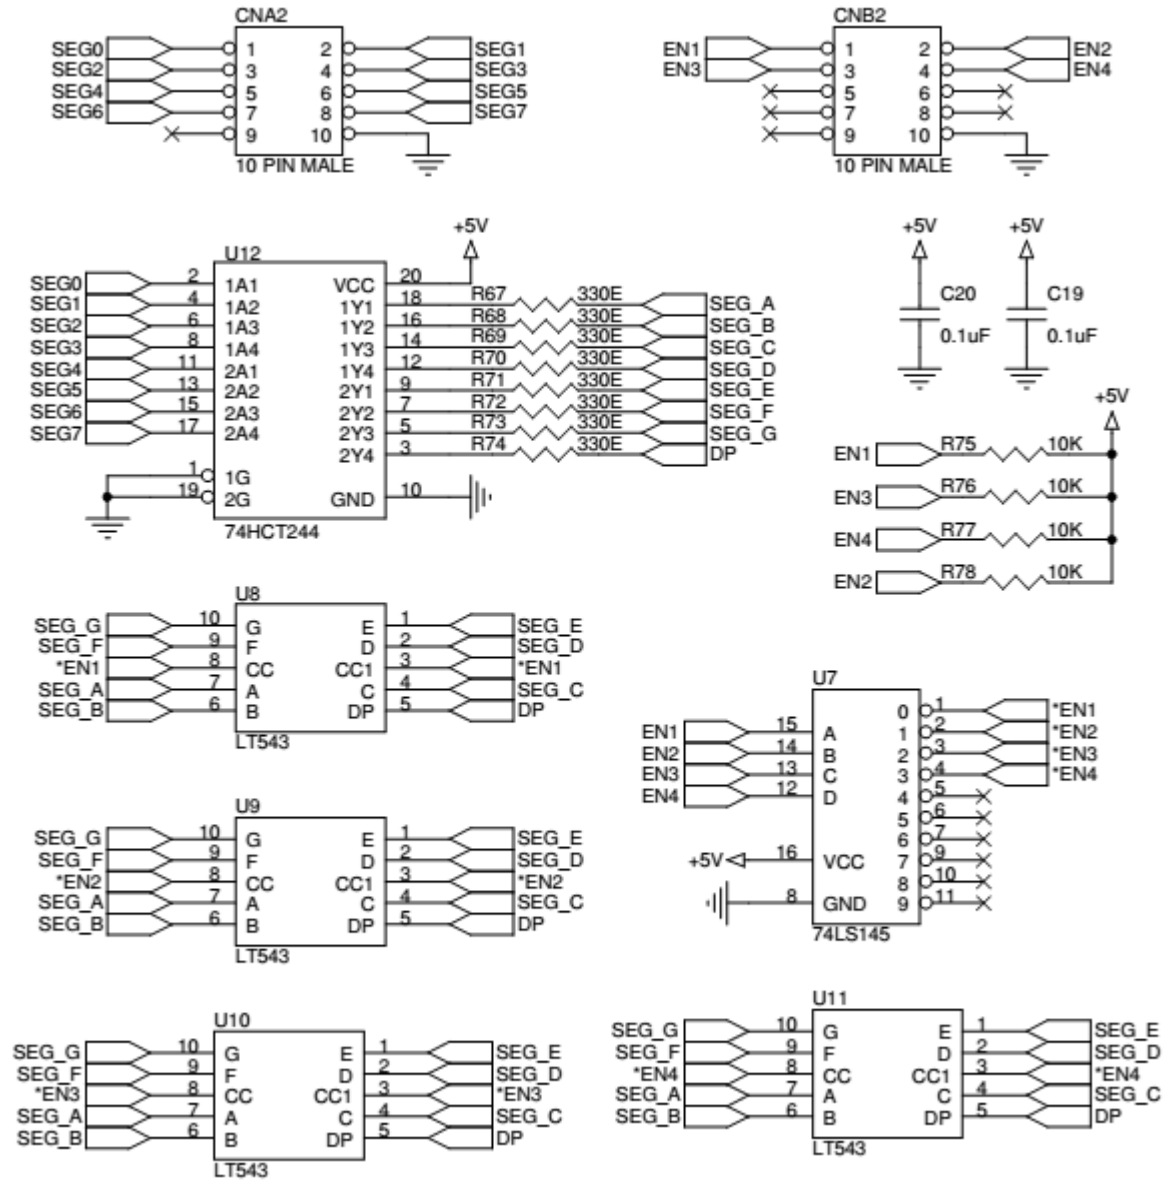 CNA2
SEG0 1 2 SEG1
SEG2 3 4 SEG3
SEG4 5 6 SEG5
SEG6 7 8 SEG7
9 10
10 PIN MALE
CNB2
EN1 1 2 EN2
EN3 3 4 EN4
5 6
7 8
9 10
10 PIN MALE
+5V
U12
SEG0 2 1A1 VCC 20
SEG1 4 1A2 1Y1 18 R67 330E SEG_A
SEG2 6 1A3 1Y2 16 R68 330E SEG_B
SEG3 8 1A4 1Y3 14 R69 330E SEG_C
SEG4 11 2A1 1Y4 12 R70 330E SEG_D
SEG5 13 2A2 2Y1 9 R71 330E SEG_E
SEG6 15 2A3 2Y2 7 R72 330E SEG_F
SEG7 17 2A4 2Y3 5 R73 330E SEG_G
2Y4 3 R74 330E DP
1 1G
19 2G GND 10
74HCT244
+5V +5V
C20 C19
0.1uF 0.1uF
+5V
EN1 R75 10K
EN3 R76 10K
EN4 R77 10K
EN2 R78 10K
U8
SEG_G 10 G E 1 SEG_E
SEG_F 9 F D 2 SEG_D
*EN1 8 CC CC1 3 *EN1
SEG_A 7 A C 4 SEG_C
SEG_B 6 B DP 5 DP
LT543
U7
0 1 *EN1
EN1 15 A 1 2 *EN2
EN2 14 B 2 3 *EN3
EN3 13 C 3 4 *EN4
EN4 12 D 4 5
5 6
6 7
+5V 16 VCC 7 9
8 10
8 GND 9 11
74LS145
U9
SEG_G 10 G E 1 SEG_E
SEG_F 9 F D 2 SEG_D
*EN2 8 CC CC1 3 *EN2
SEG_A 7 A C 4 SEG_C
SEG_B 6 B DP 5 DP
LT543
U10
SEG_G 10 G E 1 SEG_E
SEG_F 9 F D 2 SEG_D
*EN3 8 CC CC1 3 *EN3
SEG_A 7 A C 4 SEG_C
SEG_B 6 B DP 5 DP
LT543
U11
SEG_G 10 G E 1 SEG_E
SEG_F 9 F D 2 SEG_D
*EN4 8 CC CC1 3 *EN4
SEG_A 7 A C 4 SEG_C
SEG_B 6 B DP 5 DP
LT543